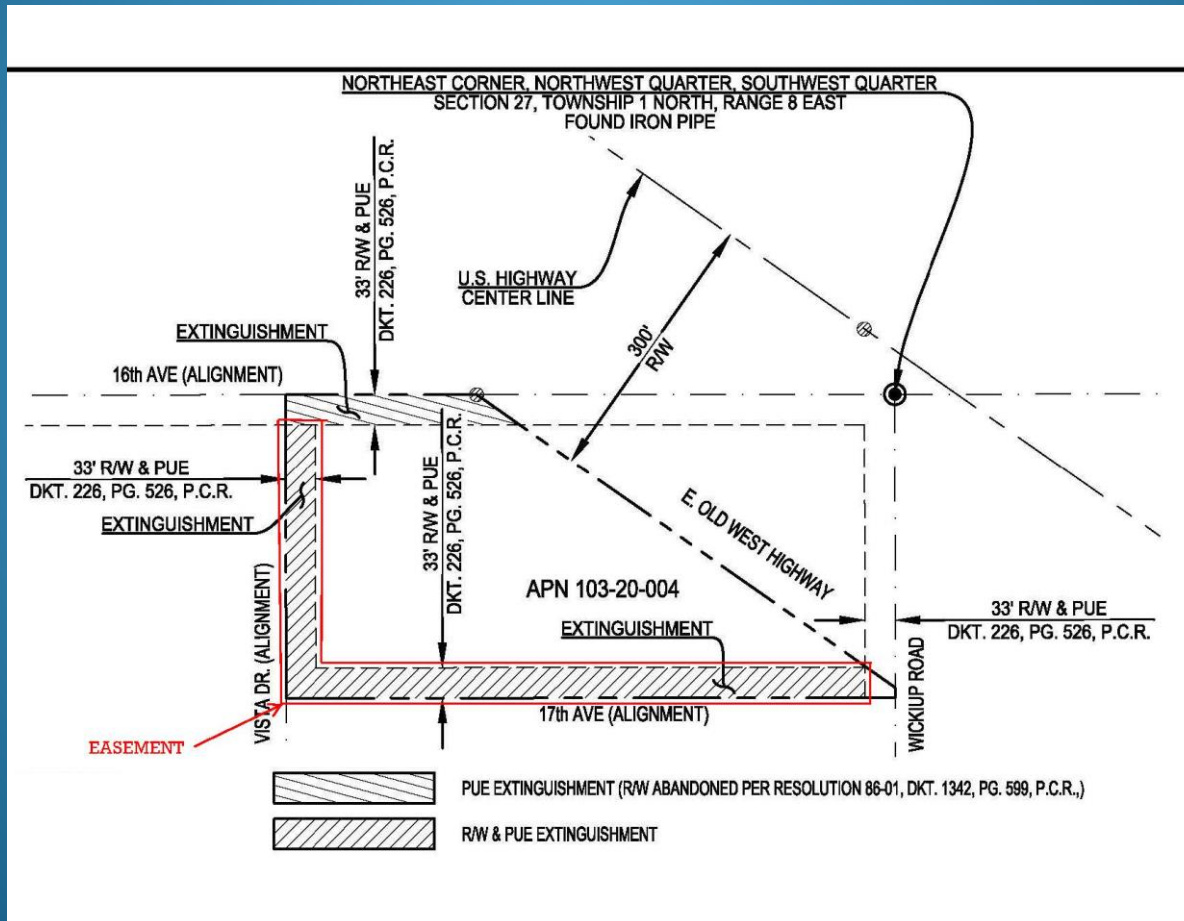 NORTHEAST CORNER, NORTHWEST QUARTER, SOUTHWEST QUARTER
SECTION 27, TOWNSHIP 1 NORTH, RANGE 8 EAST
FOUND IRON PIPE
33' R/W & PUE
DKT. 226, PG. 526, P.C.R.
U.S. HIGHWAY
CENTER LINE
300'
R/W
EXTINGUISHMENT
16th AVE (ALIGNMENT)
33' R/W & PUE
DKT. 226, PG. 526, P.C.R.
EXTINGUISHMENT
33' R/W & PUE
DKT. 226, PG. 526, P.C.R.
E. OLD WEST HIGHWAY
APN 103-20-004
EXTINGUISHMENT
33' R/W & PUE
DKT. 226, PG. 526, P.C.R.
VISTA DR. (ALIGNMENT)
17th AVE (ALIGNMENT)
WICKIUP ROAD
EASEMENT
PUE EXTINGUISHMENT (R/W ABANDONED PER RESOLUTION 86-01, DKT. 1342, PG. 599, P.C.R.,)
R/W & PUE EXTINGUISHMENT